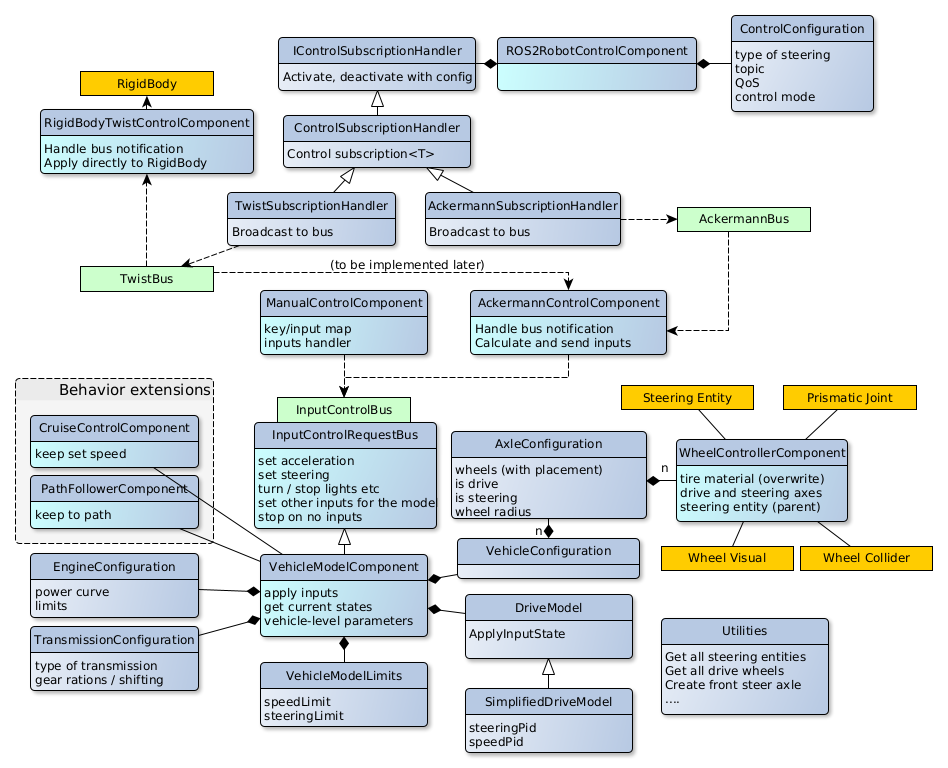 ControlConfiguration
type of steering
topic
QoS
control mode
IControlSubscriptionHandler
Activate, deactivate with config
ROS2RobotControlComponent
RigidBody
RigidBodyTwistControlComponent
Handle bus notification
Apply directly to RigidBody
ControlSubscriptionHandler
Control subscription<T>
TwistSubscriptionHandler
Broadcast to bus
AckermannSubscriptionHandler
Broadcast to bus
AckermannBus
TwistBus
(to be implemented later)
ManualControlComponent
key/input map
inputs handler
AckermannControlComponent
Handle bus notification
Calculate and send inputs
Behavior extensions
CruiseControlComponent
keep set speed
PathFollowerComponent
keep to path
InputControlBus
InputControlRequestBus
set acceleration
set steering
turn / stop lights etc
set other inputs for the model
stop on no inputs
AxleConfiguration
wheels (with placement)
is drive
is steering
wheel radius
n
n
Steering Entity
Prismatic Joint
WheelControllerComponent
tire material (overwrite)
drive and steering axes
steering entity (parent)
Wheel Visual
Wheel Collider
VehicleConfiguration
EngineConfiguration
power curve
limits
VehicleModelComponent
apply inputs
get current states
vehicle-level parameters
TransmissionConfiguration
type of transmission
gear rations / shifting
DriveModel
ApplyInputState
VehicleModelLimits
speedLimit
steeringLimit
SimplifiedDriveModel
steeringPid
speedPid
Utilities
Get all steering entities
Get all drive wheels
Create front steer axle
....